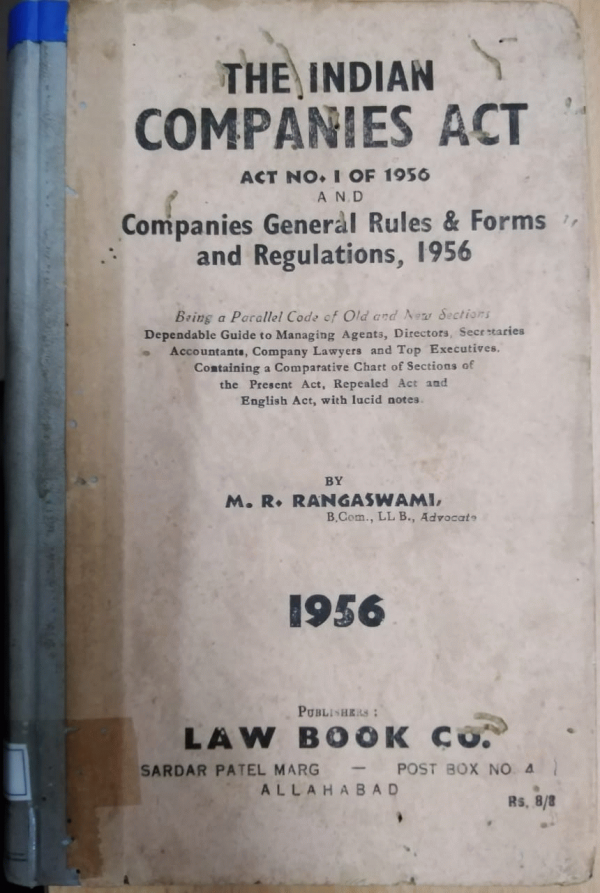 THE INDIAN
COMPANIES ACT
ACT NO. 1 OF 1956
AND
Companies General Rules & Forms
and Regulations, 1956
Being a Parallel Code of Old and New Sections
Dependable Guide to Managing Agents, Directors, Secretaries
Accountants, Company Lawyers and Top Executives.
Containing a Comparative Chart of Sections of
the Present Act, Repealed Act and
English Act, with lucid notes.
BY
M. R. RANGASWAMI,
B.Com., LL B., Advocate
1956
PUBLISHERS :
LAW BOOK CO.
SARDAR PATEL MARG — POST BOX NO 4
ALLAHABAD
Rs. 8/8